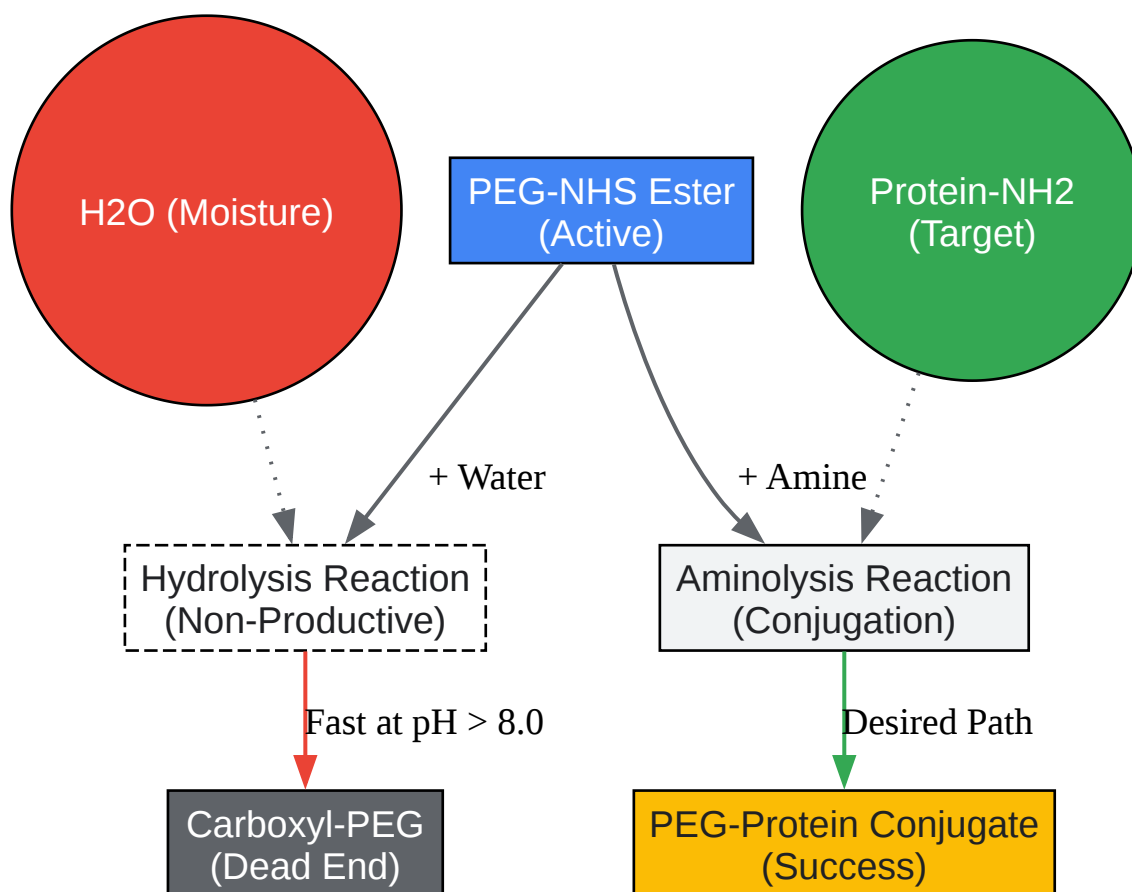 H2O (Moisture)
PEG-NHS Ester
(Active)
Protein-NH2
(Target)
+ Water
+ Amine
Hydrolysis Reaction
(Non-Productive)
Aminolysis Reaction
(Conjugation)
Fast at pH > 8.0
Desired Path
Carboxyl-PEG
(Dead End)
PEG-Protein Conjugate
(Success)